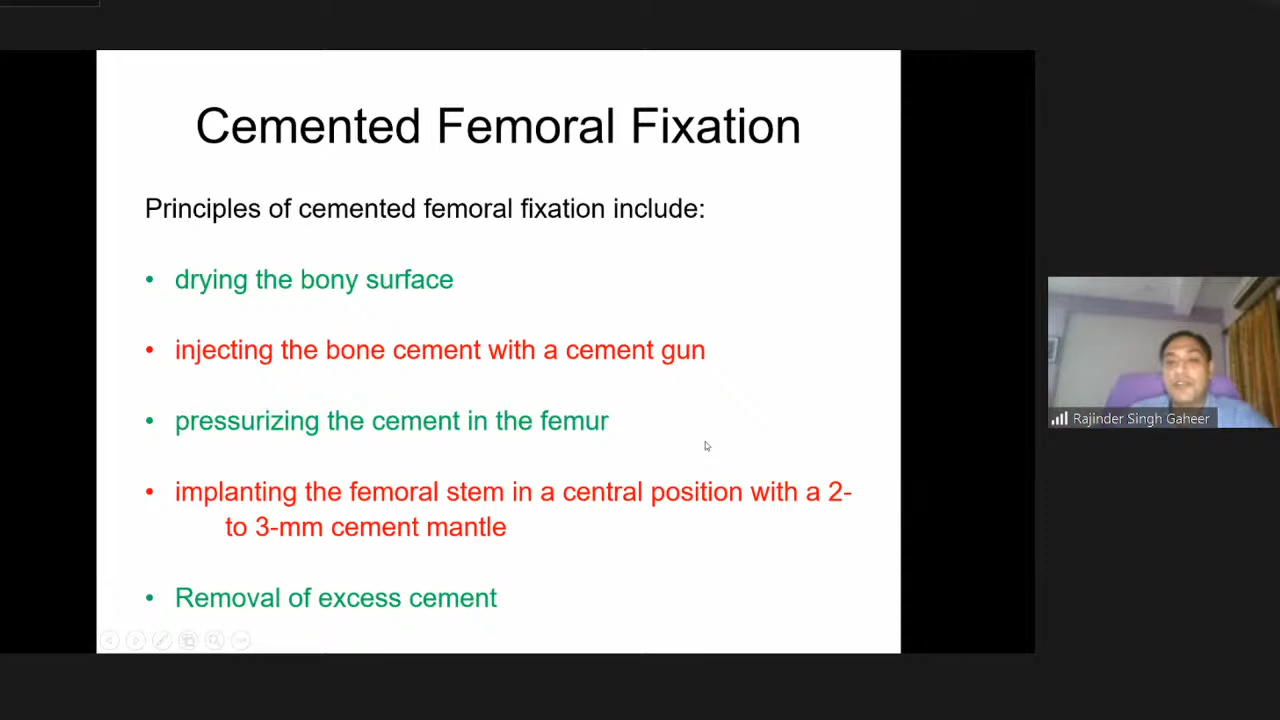 Cemented Femoral Fixation
Principles of cemented femoral fixation include:
• drying the bony surface
• injecting the bone cement with a cement gun
• pressurizing the cement in the femur
• implanting the femoral stem in a central position with a 2-
to 3-mm cement mantle
• Removal of excess cement
Rajinder Singh Gaheer